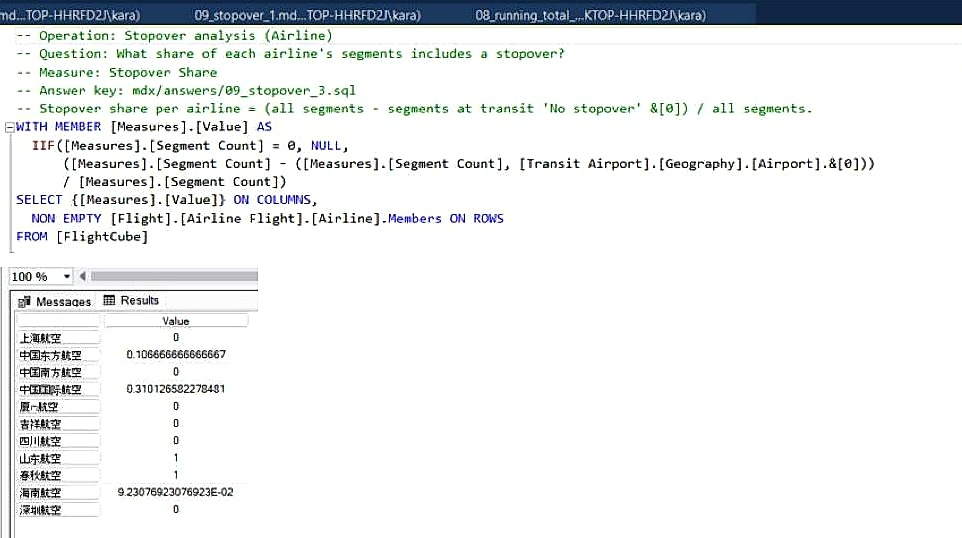 md...TOP-HHRFD2J\kara) 09_stopover_1.md...TOP-HHRFD2J\kara) 08_running_total_...KTOP-HHRFD2J\kara)
-- Operation: Stopover analysis (Airline)
-- Question: What share of each airline's segments includes a stopover?
-- Measure: Stopover Share
-- Answer key: mdx/answers/09_stopover_3.sql
-- Stopover share per airline = (all segments - segments at transit 'No stopover' &[0]) / all segments.
WITH MEMBER [Measures].[Value] AS
IIF([Measures].[Segment Count] = 0, NULL,
([Measures].[Segment Count] - ([Measures].[Segment Count], [Transit Airport].[Geography].[Airport].&[0]))
/ [Measures].[Segment Count])
SELECT {[Measures].[Value]} ON COLUMNS,
NON EMPTY [Flight].[Airline Flight].[Airline].Members ON ROWS
FROM [FlightCube]
100 %
Messages Results
Value
上海航空 0
中国东方航空 0.106666666666667
中国南方航空 0
中国国际航空 0.310126582278481
厦门航空 0
吉祥航空 0
四川航空 0
山东航空 1
春秋航空 1
海南航空 9.23076923076923E-02
深圳航空 0